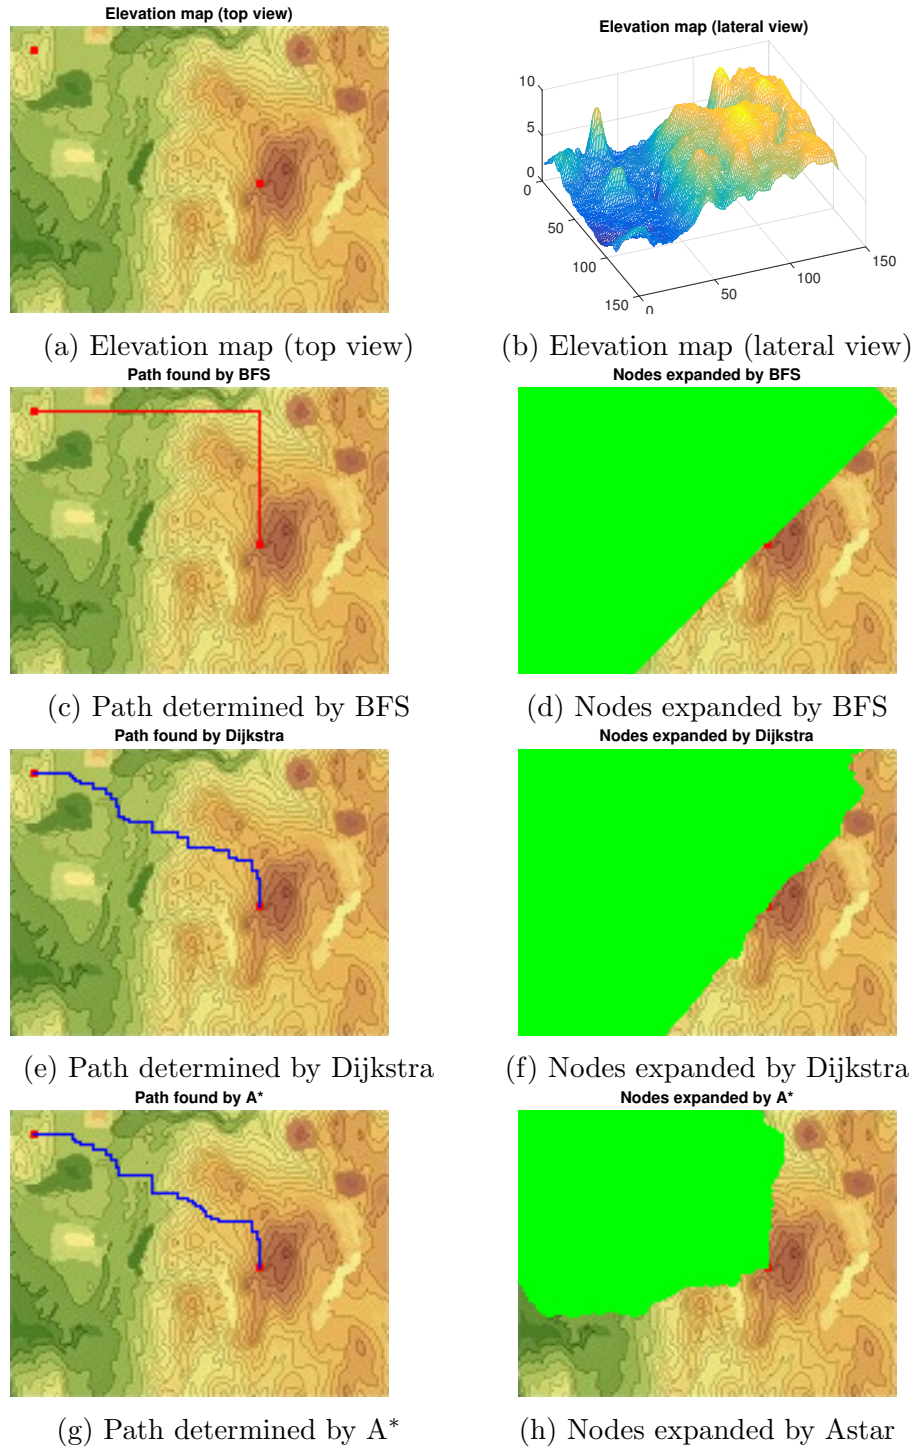 Elevation map (top view)
Elevation map (lateral view)
10
5
0
0
50
100
150
0
50
100
150
(a) Elevation map (top view)
(b) Elevation map (lateral view)
Path found by BFS
Nodes expanded by BFS
(c) Path determined by BFS
(d) Nodes expanded by BFS
Path found by Dijkstra
Nodes expanded by Dijkstra
(e) Path determined by Dijkstra
(f) Nodes expanded by Dijkstra
Path found by A*
Nodes expanded by A*
(g) Path determined by A*
(h) Nodes expanded by Astar